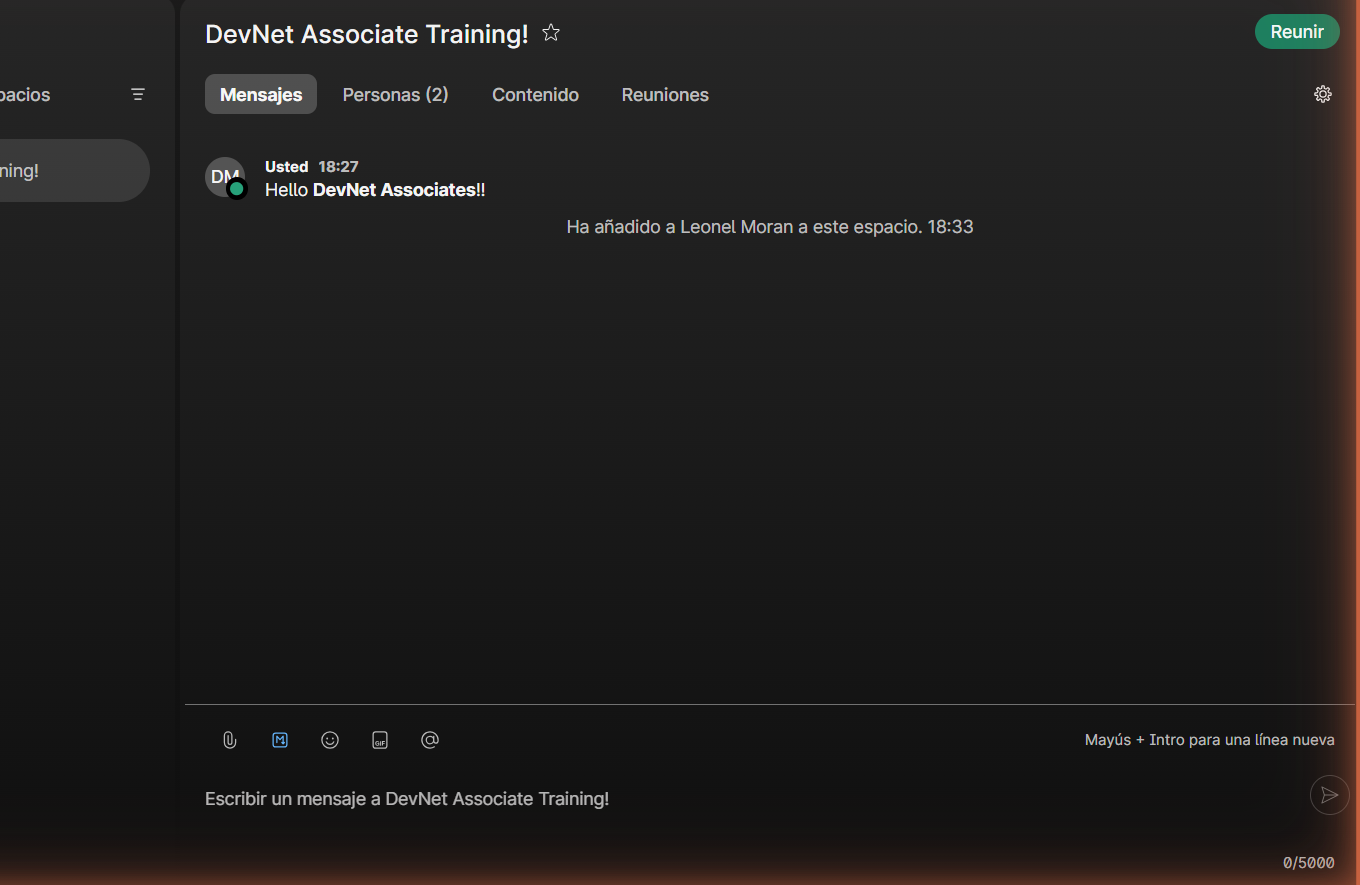 DevNet Associate Training!
Reunir
pacios
Mensajes Personas (2) Contenido Reuniones
ning!
DM
Usted 18:27
Hello DevNet Associates!!
Ha añadido a Leonel Moran a este espacio. 18:33
GIF
Mayús + Intro para una línea nueva
Escribir un mensaje a DevNet Associate Training!
0/5000